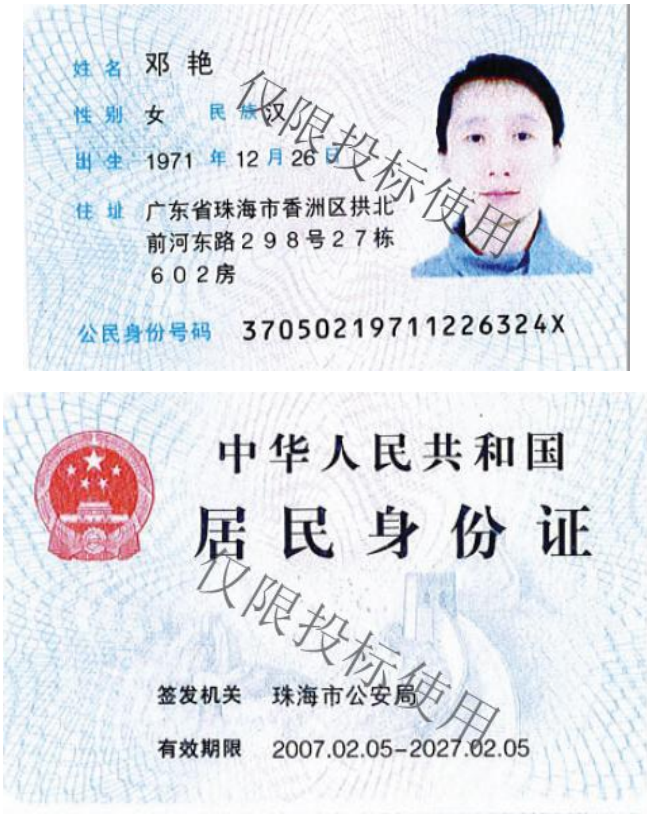 姓 名 邓 艳
性 别 女 民 族 汉
出 生 1971 年 12 月 26 日
住 址 广东省珠海市香洲区拱北
前河东路298号27栋
602房
公民身份号码 37050219711226324X
仅限投标使用
中华人民共和国
居民身份证
签发机关 珠海市公安局
有效期限 2007.02.05-2027.02.05
仅限投标使用